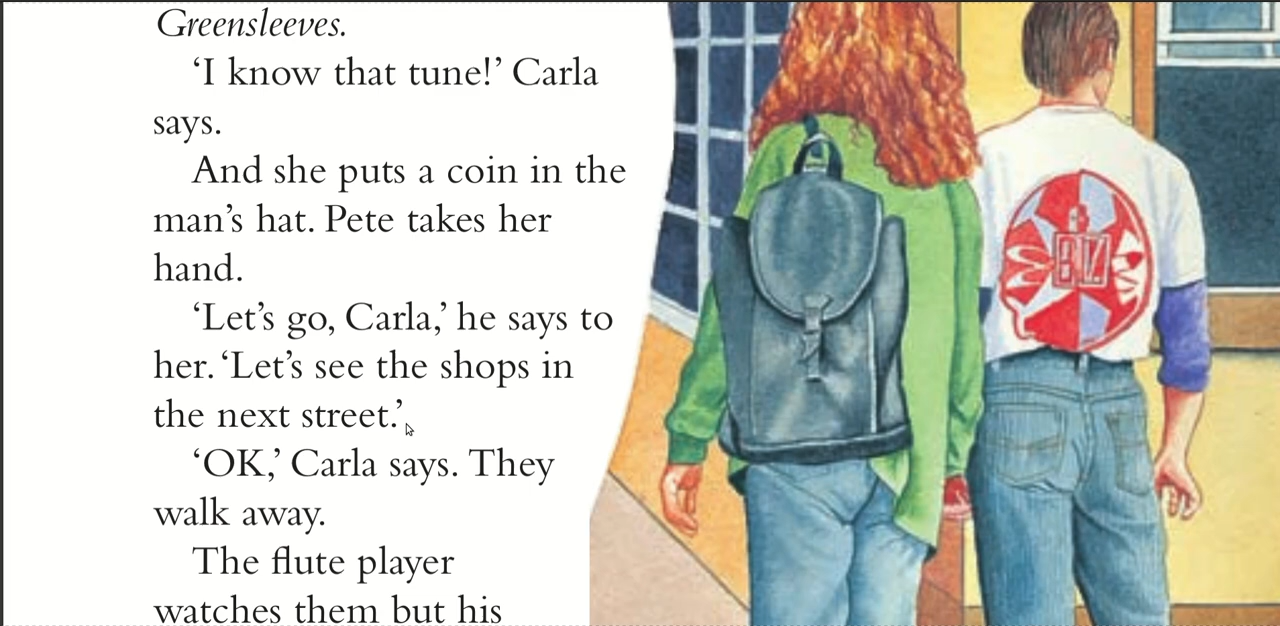 Greensleeves.
‘I know that tune!’ Carla
says.
And she puts a coin in the
man’s hat. Pete takes her
hand.
‘Let’s go, Carla,’ he says to
her. ‘Let’s see the shops in
the next street.’
‘OK,’ Carla says. They
walk away.
The flute player
watches them but his